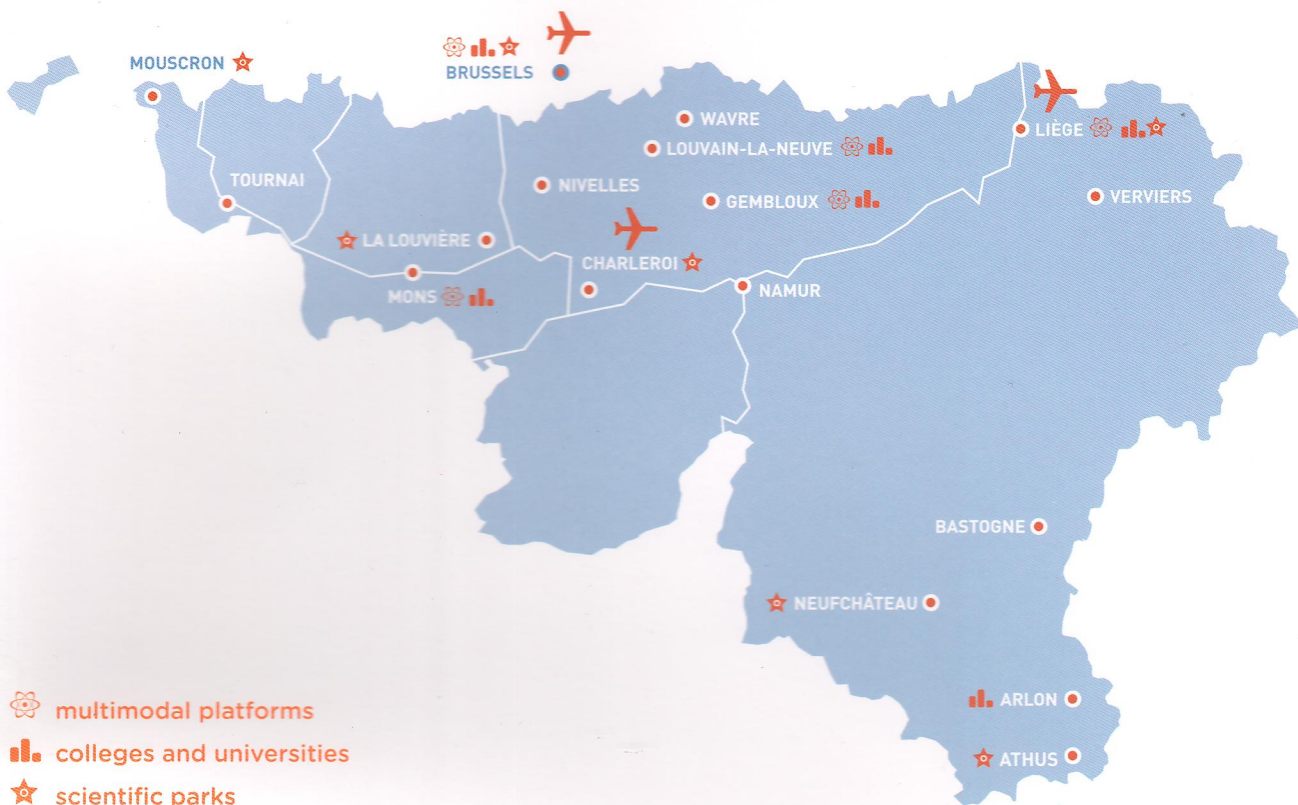 MOUSCRON
BRUSSELS
WAVRE
LIÈGE
LOUVAIN-LA-NEUVE
TOURNAI
NIVELLES
GEMBLOUX
VERVIERS
LA LOUVIÈRE
CHARLEROI
MONS
NAMUR
BASTOGNE
NEUFCHÂTEAU
ARLON
ATHUS
multimodal platforms
colleges and universities
scientific parks